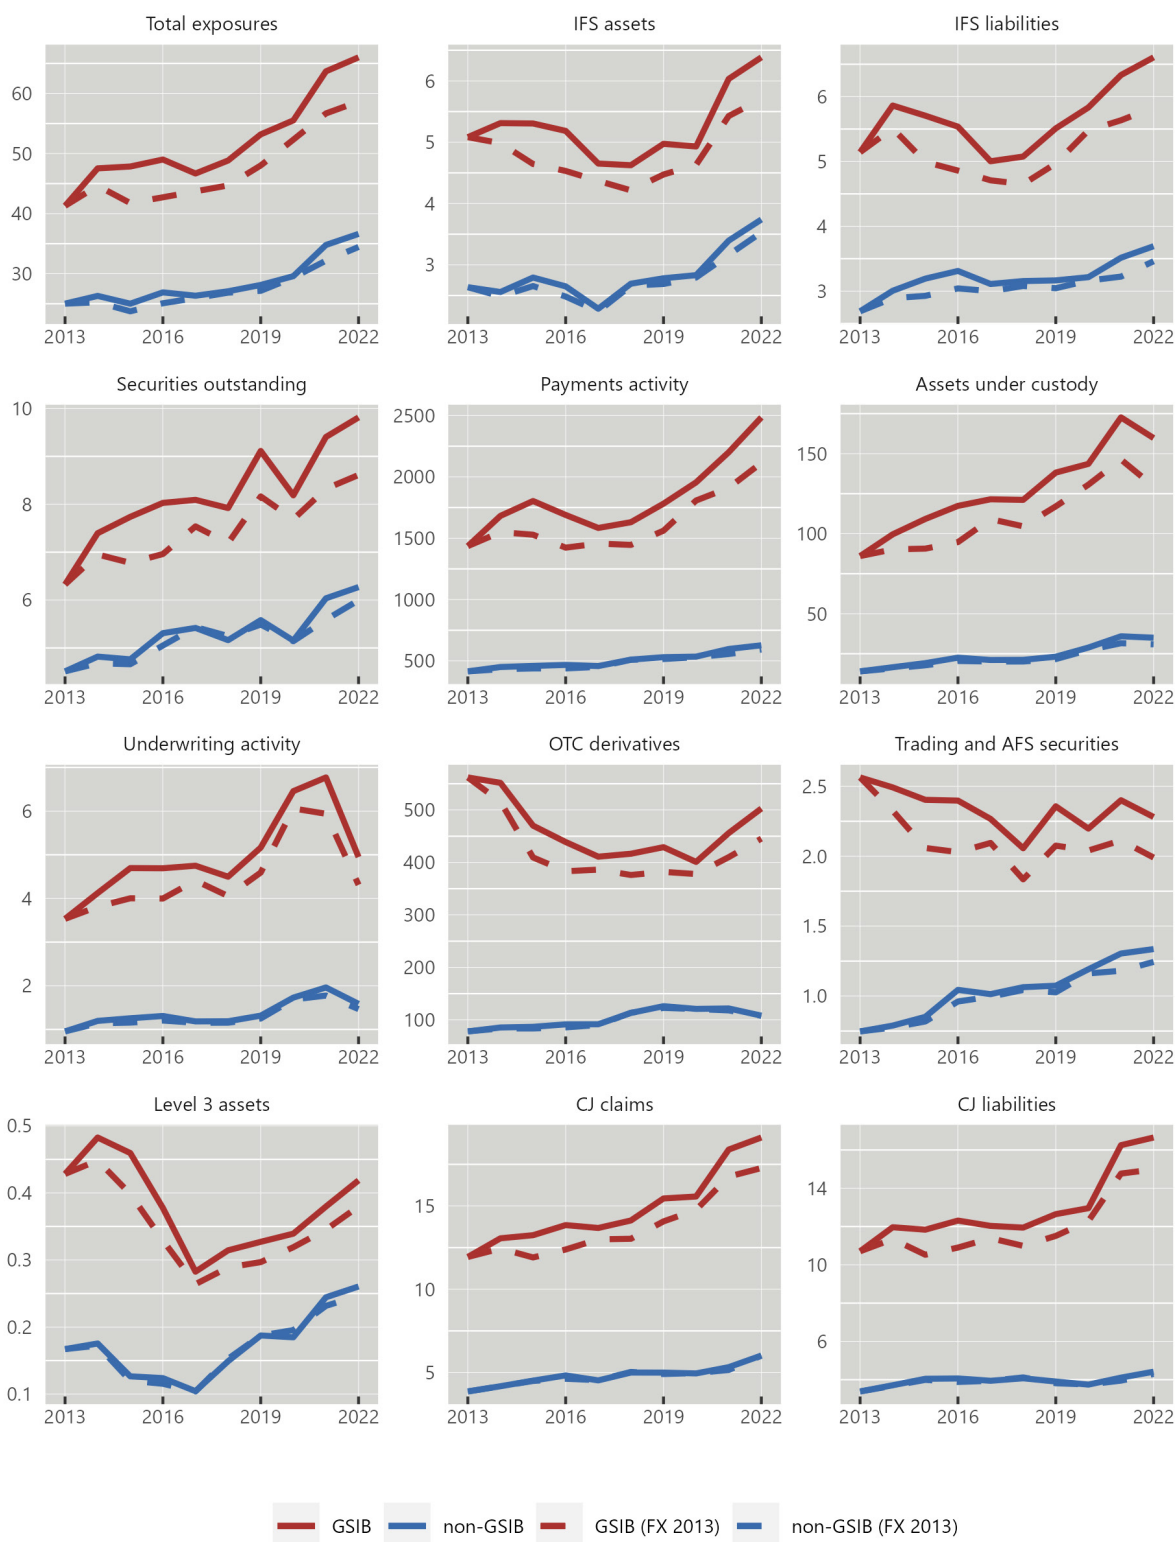 Total exposures
IFS assets
IFS liabilities
60
50
40
30
2013 2016 2019 2022
6
5
4
3
2013 2016 2019 2022
6
5
4
3
2013 2016 2019 2022
Securities outstanding
Payments activity
Assets under custody
10
8
6
2013 2016 2019 2022
2500
2000
1500
1000
500
2013 2016 2019 2022
150
100
50
2013 2016 2019 2022
Underwriting activity
OTC derivatives
Trading and AFS securities
6
4
2
2013 2016 2019 2022
500
400
300
200
100
2013 2016 2019 2022
2.5
2.0
1.5
1.0
2013 2016 2019 2022
Level 3 assets
CJ claims
CJ liabilities
0.5
0.4
0.3
0.2
0.1
2013 2016 2019 2022
15
10
5
2013 2016 2019 2022
14
10
6
2013 2016 2019 2022
GSIB non-GSIB GSIB (FX 2013) non-GSIB (FX 2013)